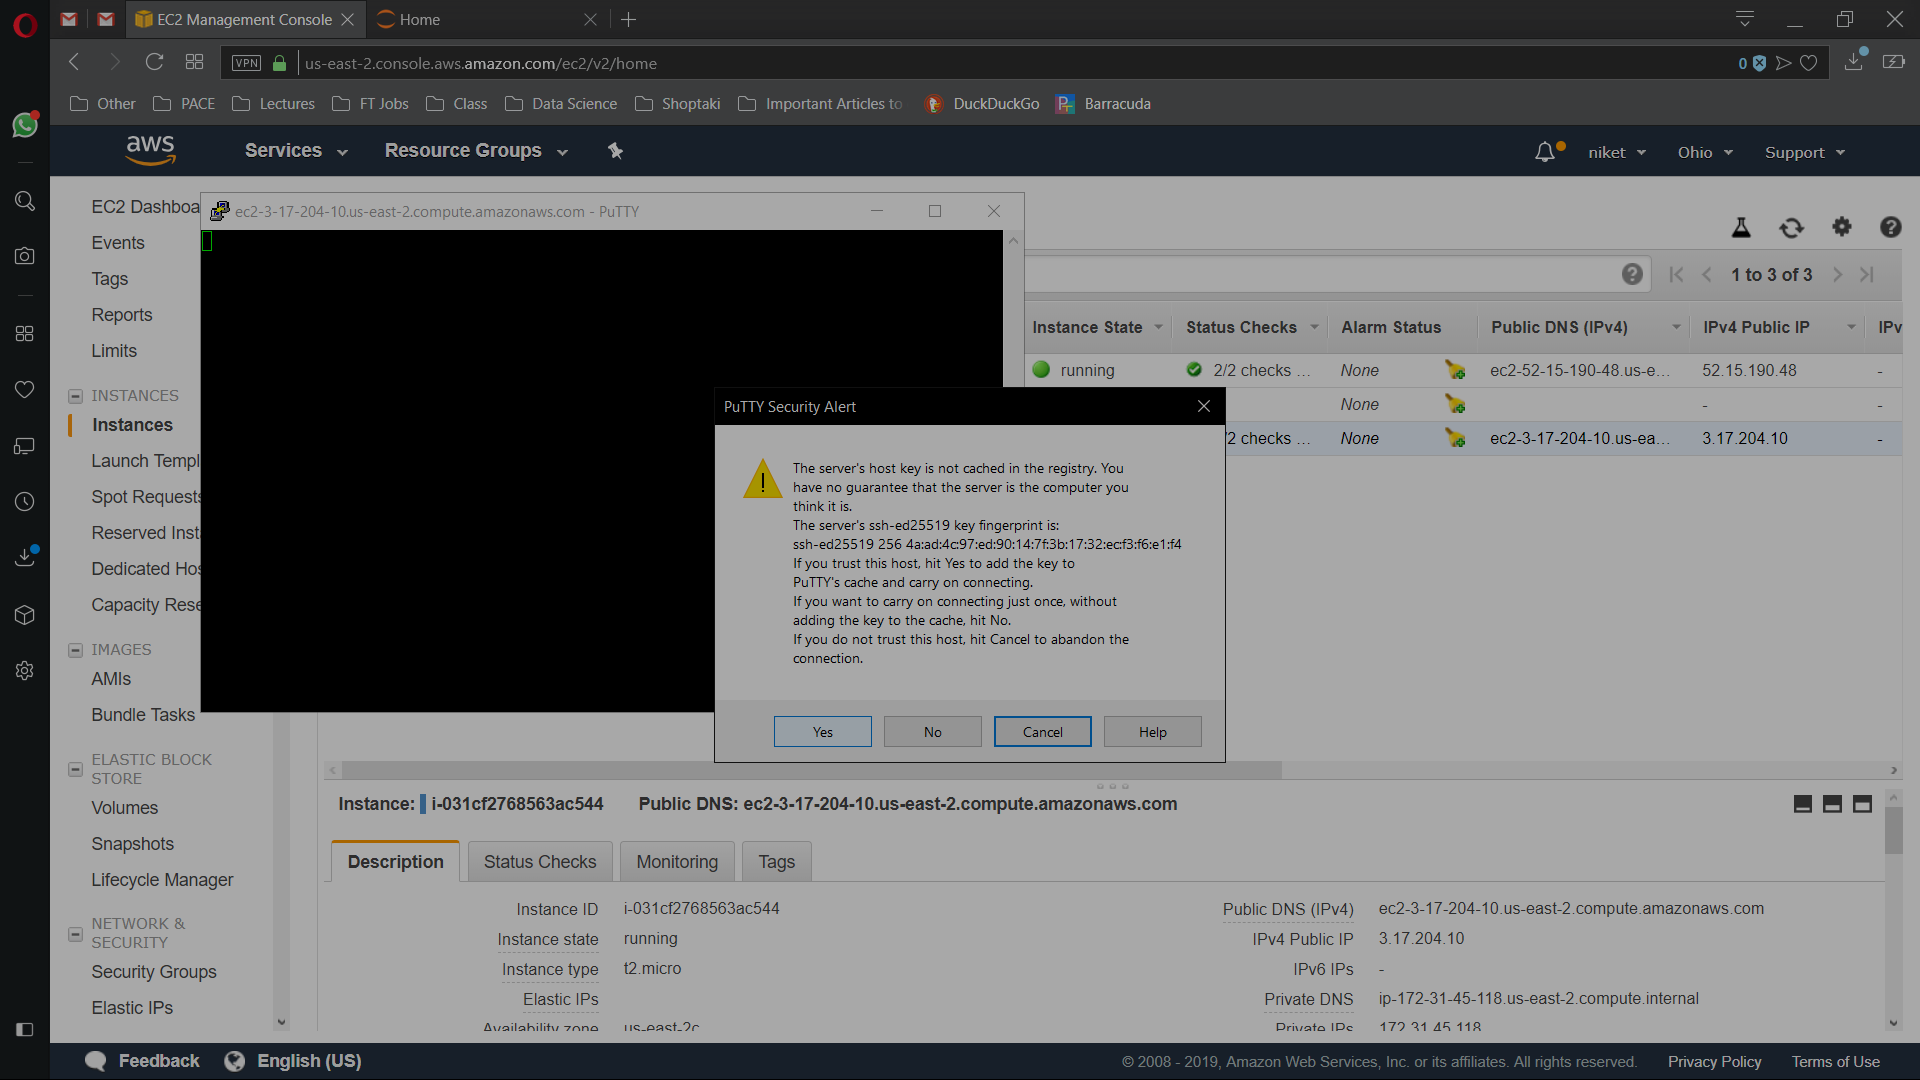 EC2 Management Console
Home
VPN
us-east-2.console.aws.amazon.com/ec2/v2/home
0
Other
PACE
Lectures
FT Jobs
Class
Data Science
Shoptaki
Important Articles to
DuckDuckGo
Barracuda
aws
Services
Resource Groups
niket
Ohio
Support
EC2 Dashboa
Events
Tags
Reports
Limits
INSTANCES
Instances
Launch Templ
Spot Requests
Reserved Inst
Dedicated Hos
Capacity Rese
IMAGES
AMIs
Bundle Tasks
ELASTIC BLOCK
STORE
Volumes
Snapshots
Lifecycle Manager
NETWORK &
SECURITY
Security Groups
Elastic IPs
ec2-3-17-204-10.us-east-2.compute.amazonaws.com - PuTTY
1 to 3 of 3
Instance State
Status Checks
Alarm Status
Public DNS (IPv4)
IPv4 Public IP
IPv
running
2/2 checks ...
None
ec2-52-15-190-48.us-e...
52.15.190.48
-
None
-
-
/2 checks ...
None
ec2-3-17-204-10.us-ea...
3.17.204.10
-
PuTTY Security Alert
The server's host key is not cached in the registry. You
have no guarantee that the server is the computer you
think it is.
The server's ssh-ed25519 key fingerprint is:
ssh-ed25519 256 4a:ad:4c:97:ed:90:14:7f:3b:17:32:ec:f3:f6:e1:f4
If you trust this host, hit Yes to add the key to
PuTTY's cache and carry on connecting.
If you want to carry on connecting just once, without
adding the key to the cache, hit No.
If you do not trust this host, hit Cancel to abandon the
connection.
Yes
No
Cancel
Help
Instance: i-031cf2768563ac544
Public DNS: ec2-3-17-204-10.us-east-2.compute.amazonaws.com
Description
Status Checks
Monitoring
Tags
Instance ID
i-031cf2768563ac544
Instance state
running
Instance type
t2.micro
Elastic IPs
Availability zone
us-east-2c
Public DNS (IPv4)
ec2-3-17-204-10.us-east-2.compute.amazonaws.com
IPv4 Public IP
3.17.204.10
IPv6 IPs
-
Private DNS
ip-172-31-45-118.us-east-2.compute.internal
Private IPs
172.31.45.118
Feedback
English (US)
© 2008 - 2019, Amazon Web Services, Inc. or its affiliates. All rights reserved.
Privacy Policy
Terms of Use